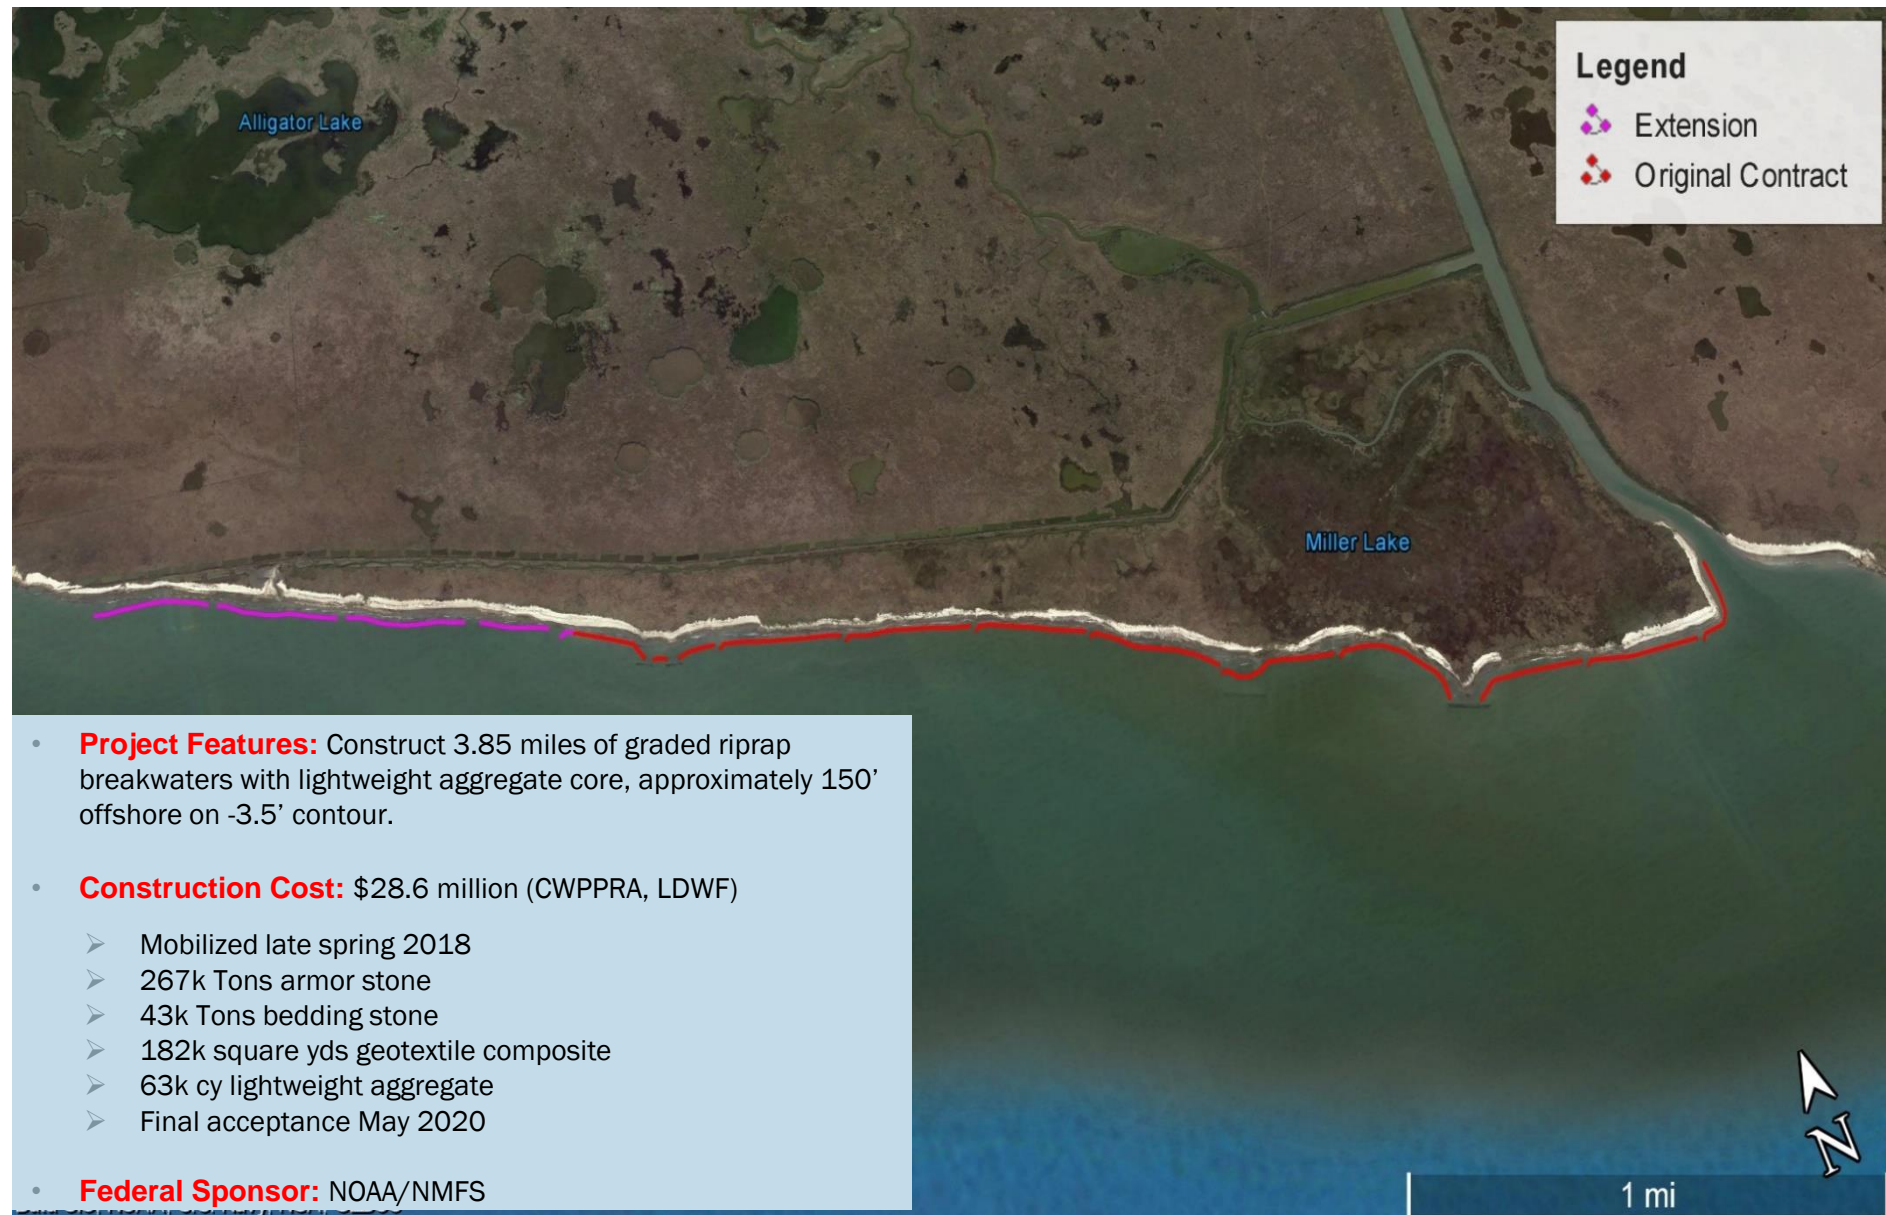 Alligator Lake
Legend
Extension
Original Contract
Miller Lake
• Project Features: Construct 3.85 miles of graded riprap
breakwaters with lightweight aggregate core, approximately 150’
offshore on -3.5’ contour.
• Construction Cost: $28.6 million (CWPPRA, LDWF)
➢ Mobilized late spring 2018
➢ 267k Tons armor stone
➢ 43k Tons bedding stone
➢ 182k square yds geotextile composite
➢ 63k cy lightweight aggregate
➢ Final acceptance May 2020
• Federal Sponsor: NOAA/NMFS
N
1 mi